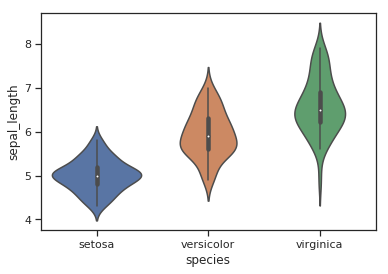 8
7
6
5
4
sepal_length
setosa
versicolor
virginica
species